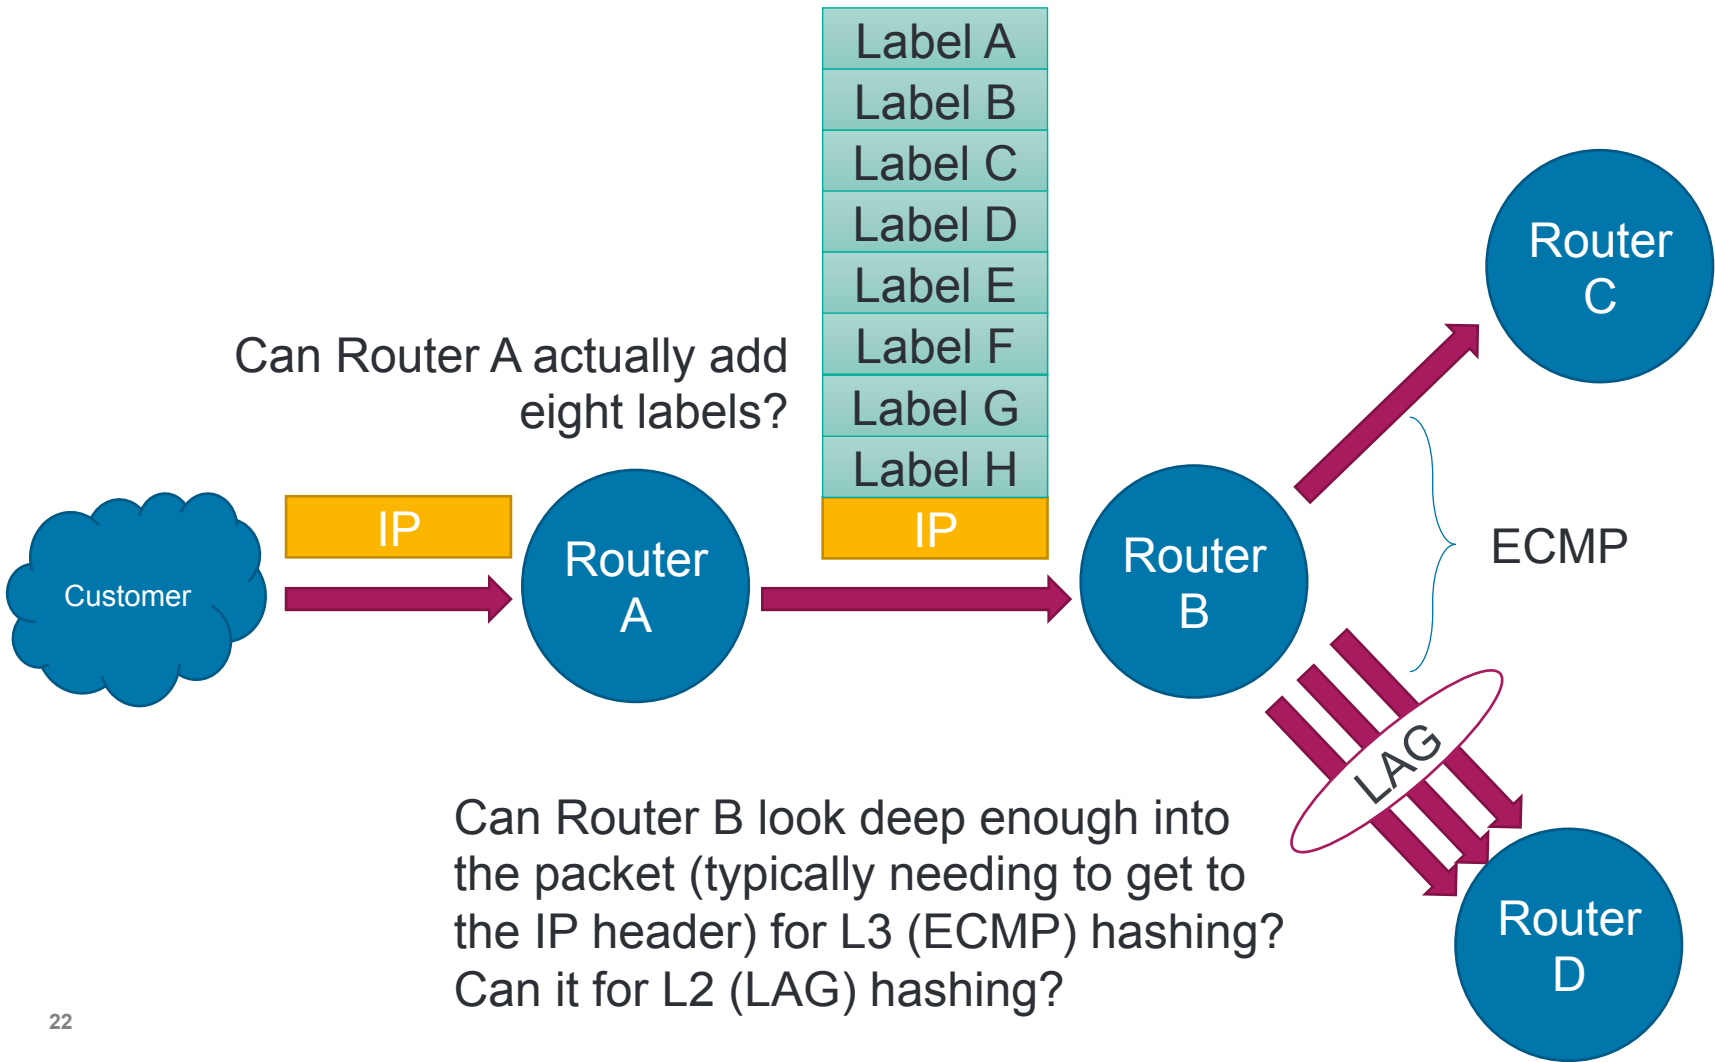 Label A
Label B
Label C
Label D
Label E
Label F
Label G
Label H
IP
Can Router A actually add
eight labels?
IP
Customer
Router
A
Router
B
Router
C
ECMP
LAG
Router
D
Can Router B look deep enough into
the packet (typically needing to get to
the IP header) for L3 (ECMP) hashing?
Can it for L2 (LAG) hashing?
22